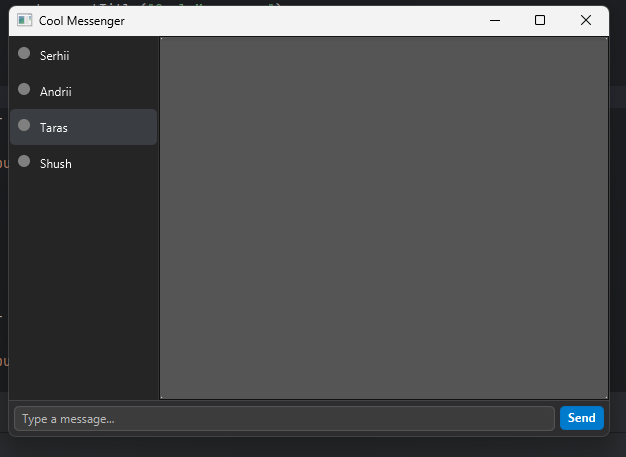 Cool Messenger
Serhii
Andrii
Taras
Shush
Type a message...
Send